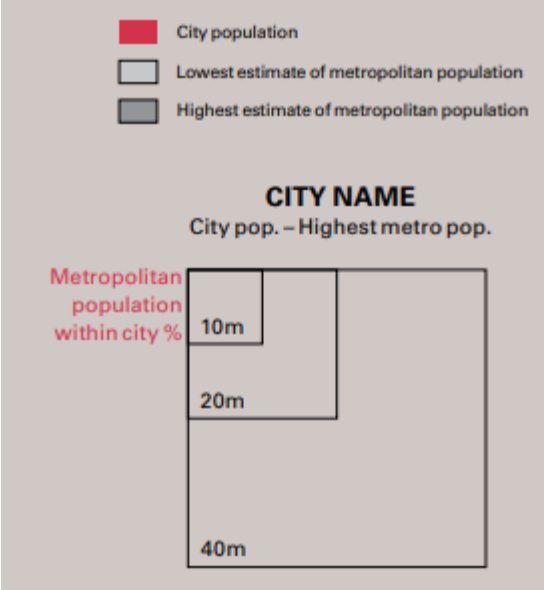 City population
Lowest estimate of metropolitan population
Highest estimate of metropolitan population
CITY NAME
City pop. – Highest metro pop.
Metropolitan
population
within city %
10m
20m
40m